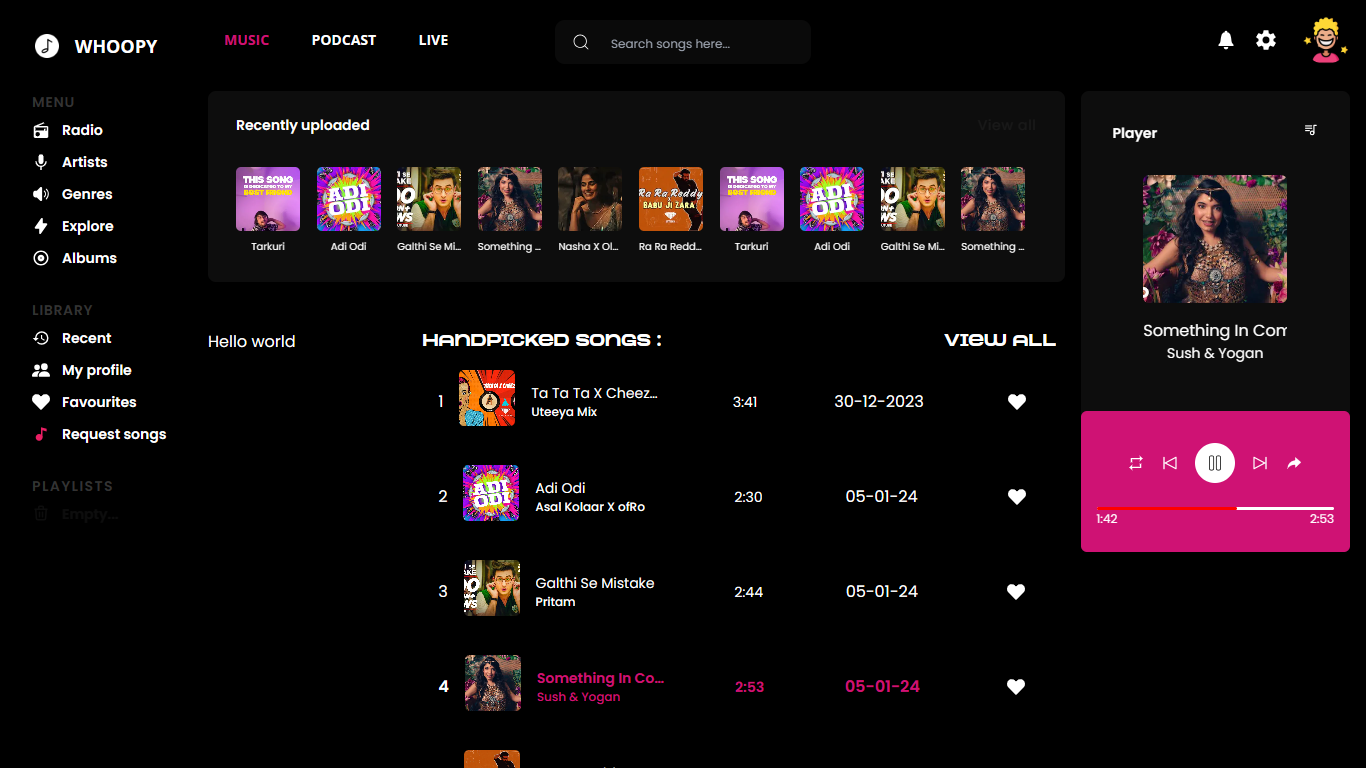 WHOOPY
MUSIC PODCAST LIVE
Search songs here...
MENU
Radio
Artists
Genres
Explore
Albums
LIBRARY
Recent
My profile
Favourites
Request songs
PLAYLISTS
Empty...
Recently uploaded View all
THIS SONG
IS DEDICATED TO MY
BEST FRIEND
ADI
ODI
Ra Ra Reddy
BABU JI ZARA
THIS SONG
IS DEDICATED TO MY
BEST FRIEND
ADI
ODI
Tarkuri Adi Odi Galthi Se Mi... Something ... Nasha X Ol... Ra Ra Redd... Tarkuri Adi Odi Galthi Se Mi... Something ...
Hello world
HANDPICKED SONGS : VIEW ALL
1 Ta Ta Ta X Cheez... 3:41 30-12-2023
Uteeya Mix
ADI
ODI
2 Adi Odi 2:30 05-01-24
Asal Kolaar X ofRo
3 Galthi Se Mistake 2:44 05-01-24
Pritam
4 Something In Co... 2:53 05-01-24
Sush & Yogan
Player
Something In Com
Sush & Yogan
1:42 2:53